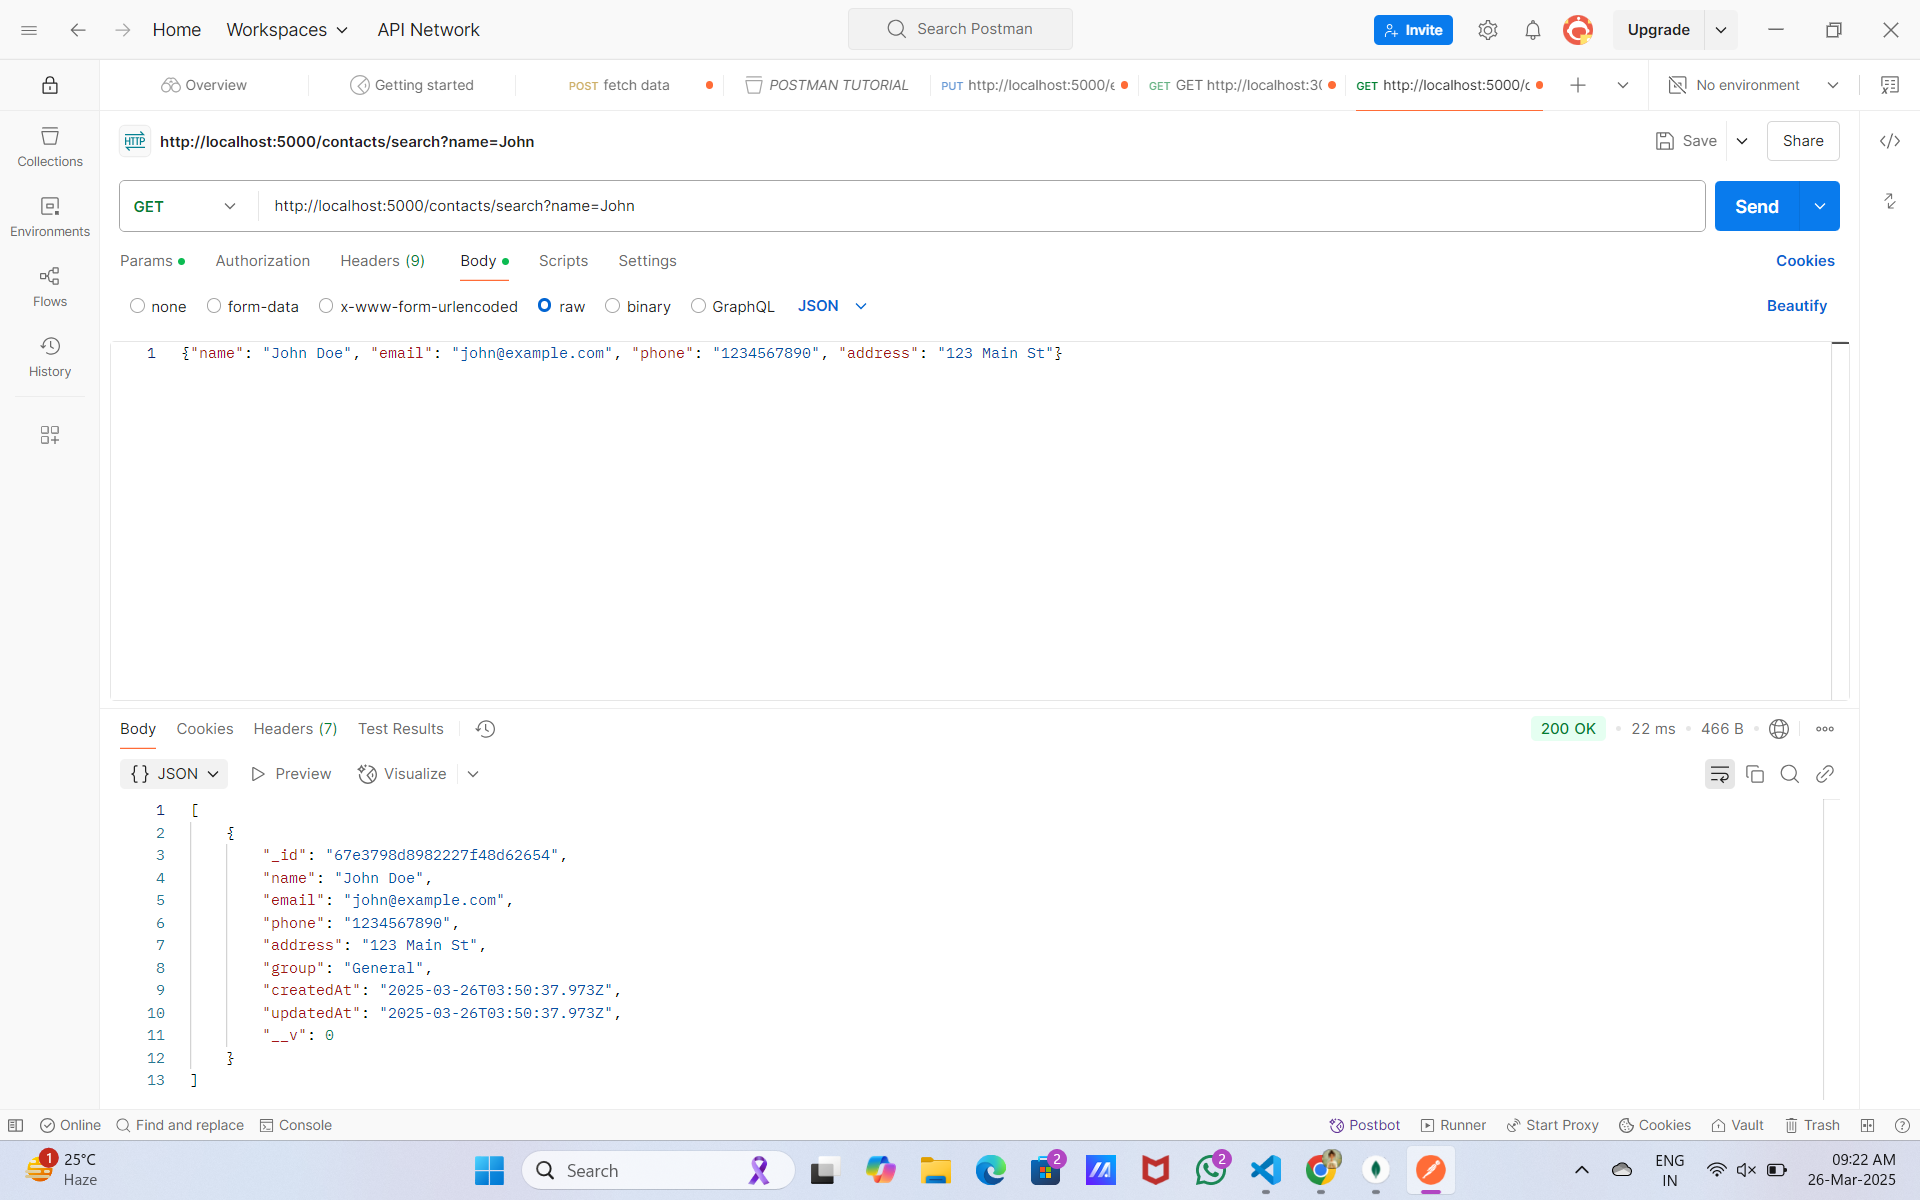 Home Workspaces API Network Search Postman Invite Upgrade
Overview Getting started POST fetch data POSTMAN TUTORIAL PUT http://localhost:5000/e GET GET http://localhost:30 GET http://localhost:5000/c No environment
HTTP http://localhost:5000/contacts/search?name=John Save Share
Collections
GET http://localhost:5000/contacts/search?name=John Send
Environments
Params Authorization Headers (9) Body Scripts Settings Cookies
Flows
none form-data x-www-form-urlencoded raw binary GraphQL JSON Beautify
History
1 {"name": "John Doe", "email": "john@example.com", "phone": "1234567890", "address": "123 Main St"}
Body Cookies Headers (7) Test Results 200 OK 22 ms 466 B
{} JSON Preview Visualize
1 [
2 {
3 "_id": "67e3798d8982227f48d62654",
4 "name": "John Doe",
5 "email": "john@example.com",
6 "phone": "1234567890",
7 "address": "123 Main St",
8 "group": "General",
9 "createdAt": "2025-03-26T03:50:37.973Z",
10 "updatedAt": "2025-03-26T03:50:37.973Z",
11 "__v": 0
12 }
13 ]
Online Find and replace Console Postbot Runner Start Proxy Cookies Vault Trash
1 25°C Haze Search 2 2 ENG IN 09:22 AM 26-Mar-2025